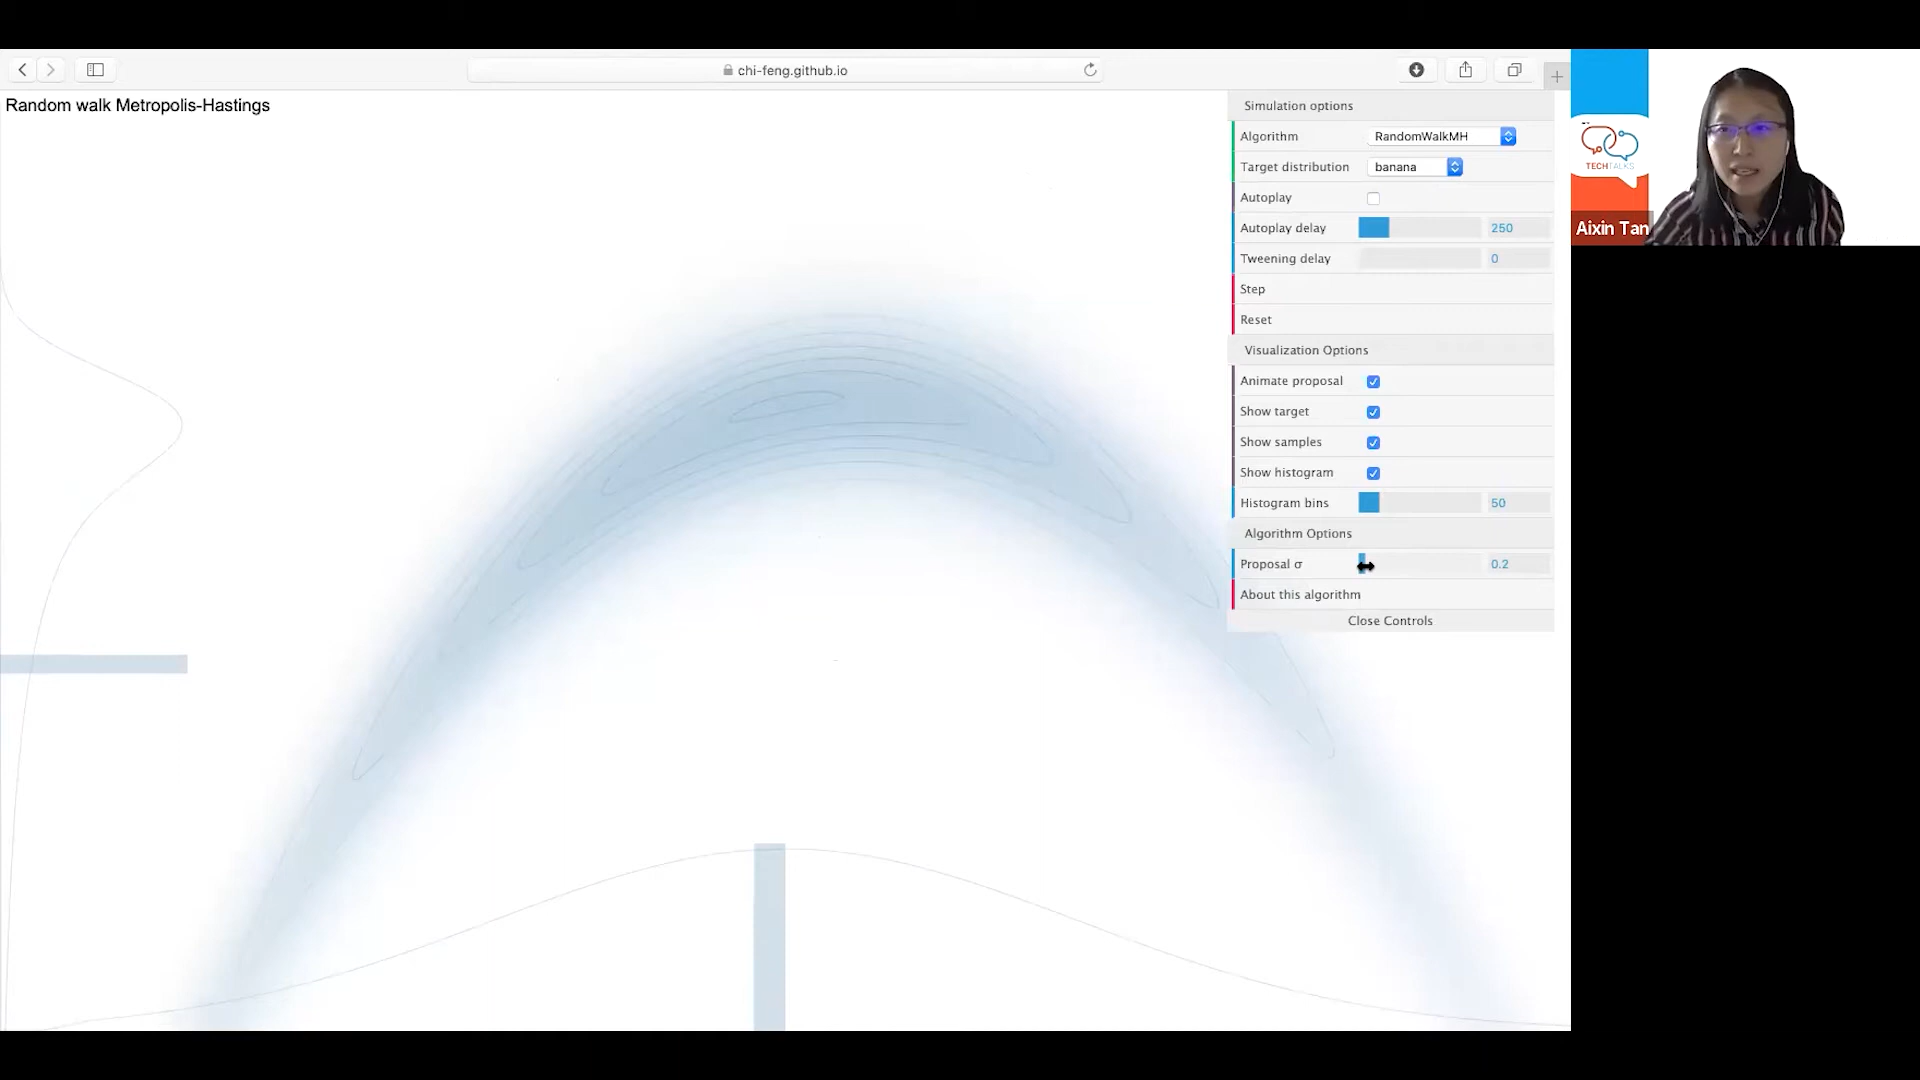 chi-feng.github.io
Random walk Metropolis-Hastings
Simulation options
Algorithm RandomWalkMH
Target distribution banana
Autoplay
Autoplay delay 250
Tweening delay 0
Step
Reset
Visualization Options
Animate proposal
Show target
Show samples
Show histogram
Histogram bins 50
Algorithm Options
Proposal σ 0.2
About this algorithm
Close Controls
TECHTALKS
Aixin Tan